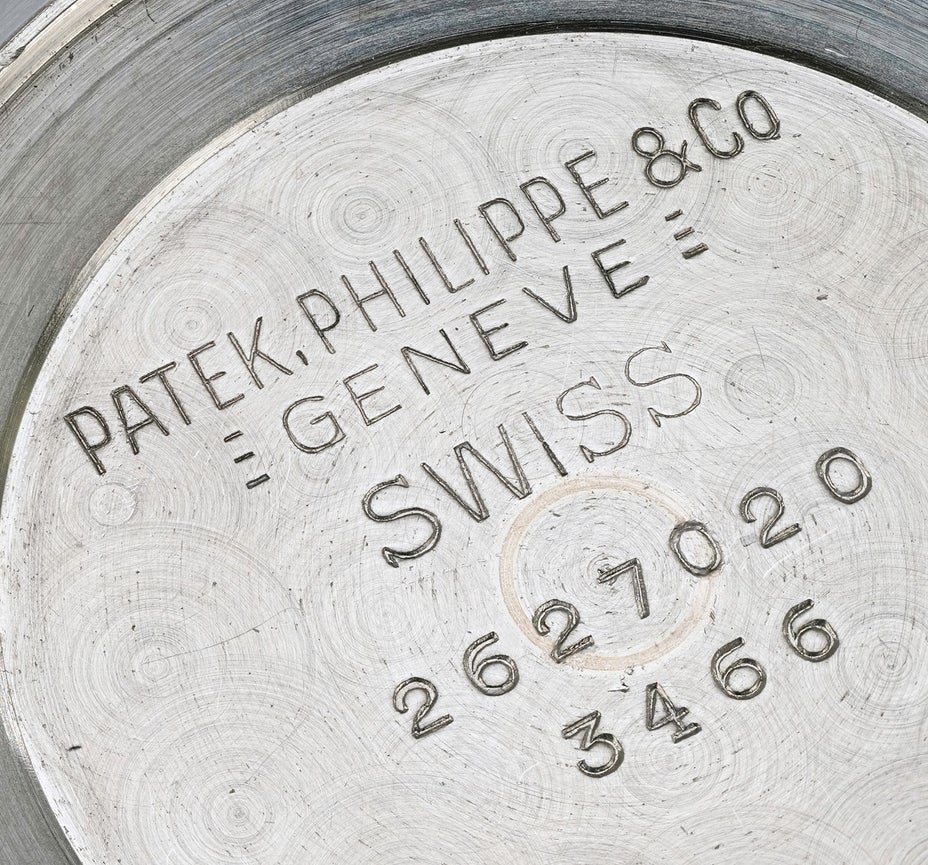 PATEK, PHILIPPE & Co
≡ GENEVE ≡
SWISS
2627020
3466